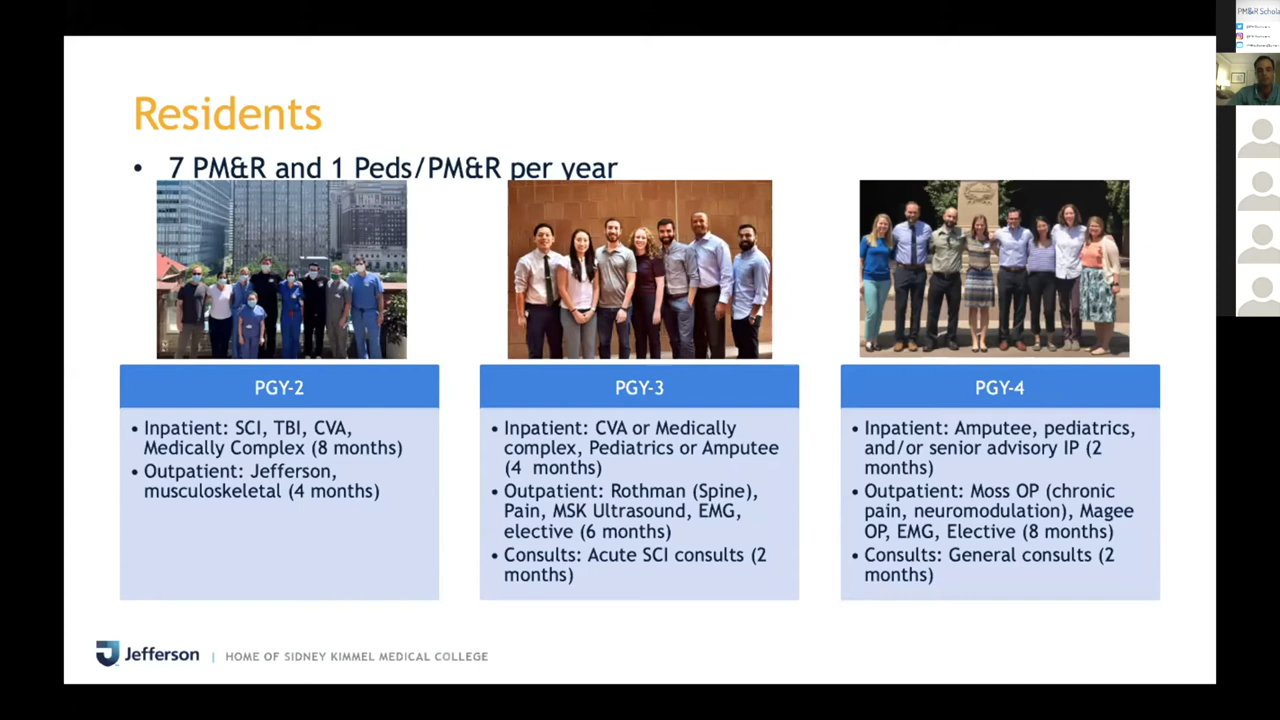 PM&R Schola
Residents
• 7 PM&R and 1 Peds/PM&R per year
PGY-2
• Inpatient: SCI, TBI, CVA,
Medically Complex (8 months)
• Outpatient: Jefferson,
musculoskeletal (4 months)
PGY-3
• Inpatient: CVA or Medically
complex, Pediatrics or Amputee
(4 months)
• Outpatient: Rothman (Spine),
Pain, MSK Ultrasound, EMG,
elective (6 months)
• Consults: Acute SCI consults (2
months)
PGY-4
• Inpatient: Amputee, pediatrics,
and/or senior advisory IP (2
months)
• Outpatient: Moss OP (chronic
pain, neuromodulation), Magee
OP, EMG, Elective (8 months)
• Consults: General consults (2
months)
Jefferson | HOME OF SIDNEY KIMMEL MEDICAL COLLEGE